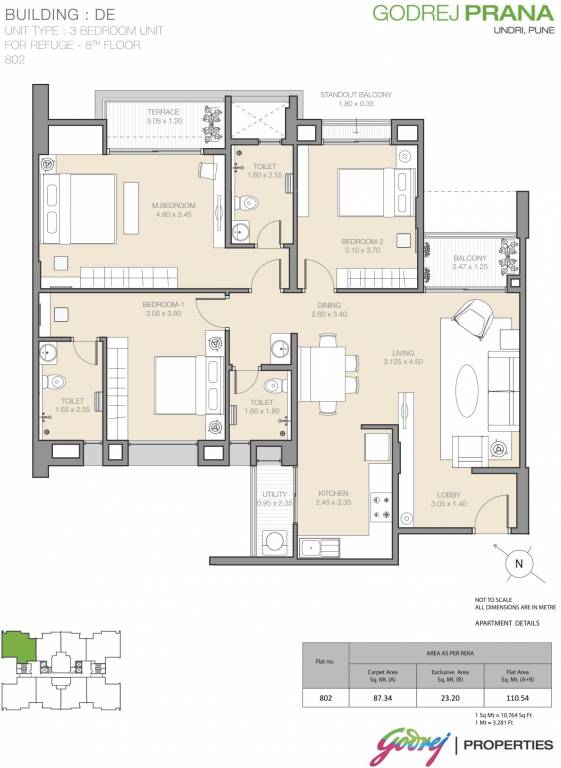 BUILDING : DE
UNIT TYPE : 3 BEDROOM UNIT
FOR REFUGE - 8TH FLOOR
802
GODREJ PRANA
UNDRI, PUNE
STANDOUT BALCONY
1.80 x 0.35
TERRACE
3.05 x 1.20
TOILET
1.60 x 2.55
M.BEDROOM
4.80 x 3.45
BEDROOM-2
3.10 x 3.70
BALCONY
2.47 x 1.25
BEDROOM-1
3.05 x 3.80
DINING
2.60 x 3.40
LIVING
3.125 x 4.50
TOILET
1.65 x 2.55
TOILET
1.60 x 1.80
UTILITY
0.95 x 2.35
KITCHEN
2.45 x 3.35
LOBBY
3.05 x 1.40
N
NOT TO SCALE
ALL DIMENSIONS ARE IN METRE
APARTMENT DETAILS
Flat no.
AREA AS PER RERA
Carpet Area Sq. Mt. (A)
Exclusive Area Sq. Mt. (B)
Flat Area Sq. Mt. (A+B)
802 87.34 23.20 110.54
1 Sq Mt = 10.764 Sq Ft
1 Mt = 3.281 Ft
Godrej | PROPERTIES